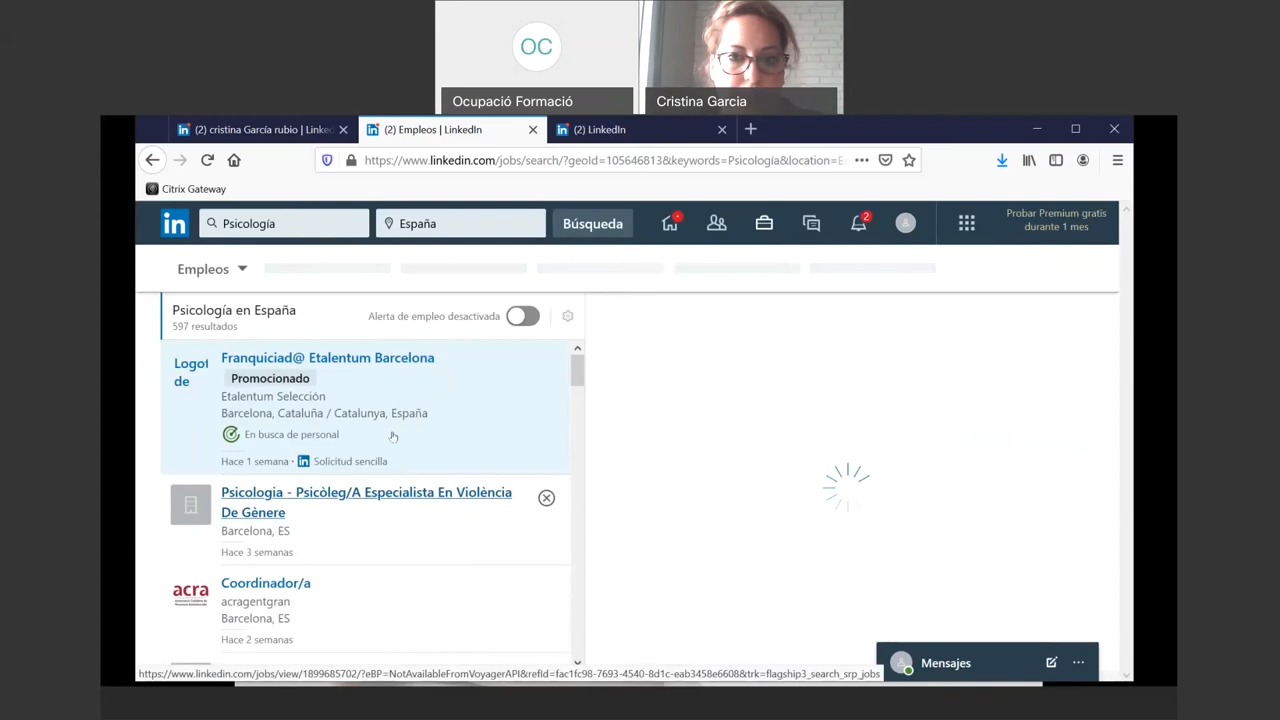 OC
Ocupació Formació
Cristina Garcia
(2) cristina García rubio | Linke
(2) Empleos | LinkedIn
(2) LinkedIn
https://www.linkedin.com/jobs/search/?geoId=105646813&keywords=Psicología&location=E
Citrix Gateway
in
Psicología
España
Búsqueda
2
Probar Premium gratis
durante 1 mes
Empleos
Psicología en España
597 resultados
Alerta de empleo desactivada
Logot
de
Franquiciad@ Etalentum Barcelona
Promocionado
Etalentum Selección
Barcelona, Cataluña / Catalunya, España
En busca de personal
Hace 1 semana · in Solicitud sencilla
Psicologia - Psicòleg/A Especialista En Violència
De Gènere
Barcelona, ES
Hace 3 semanas
acra
Coordinador/a
acragentgran
Barcelona, ES
Hace 2 semanas
Mensajes
https://www.linkedin.com/jobs/view/1899685702/?eBP=NotAvailableFromVoyagerAPI&refId=fac1fc98-7693-4540-8d1c-eab3458e6608&trk=flagship3_search_srp_jobs